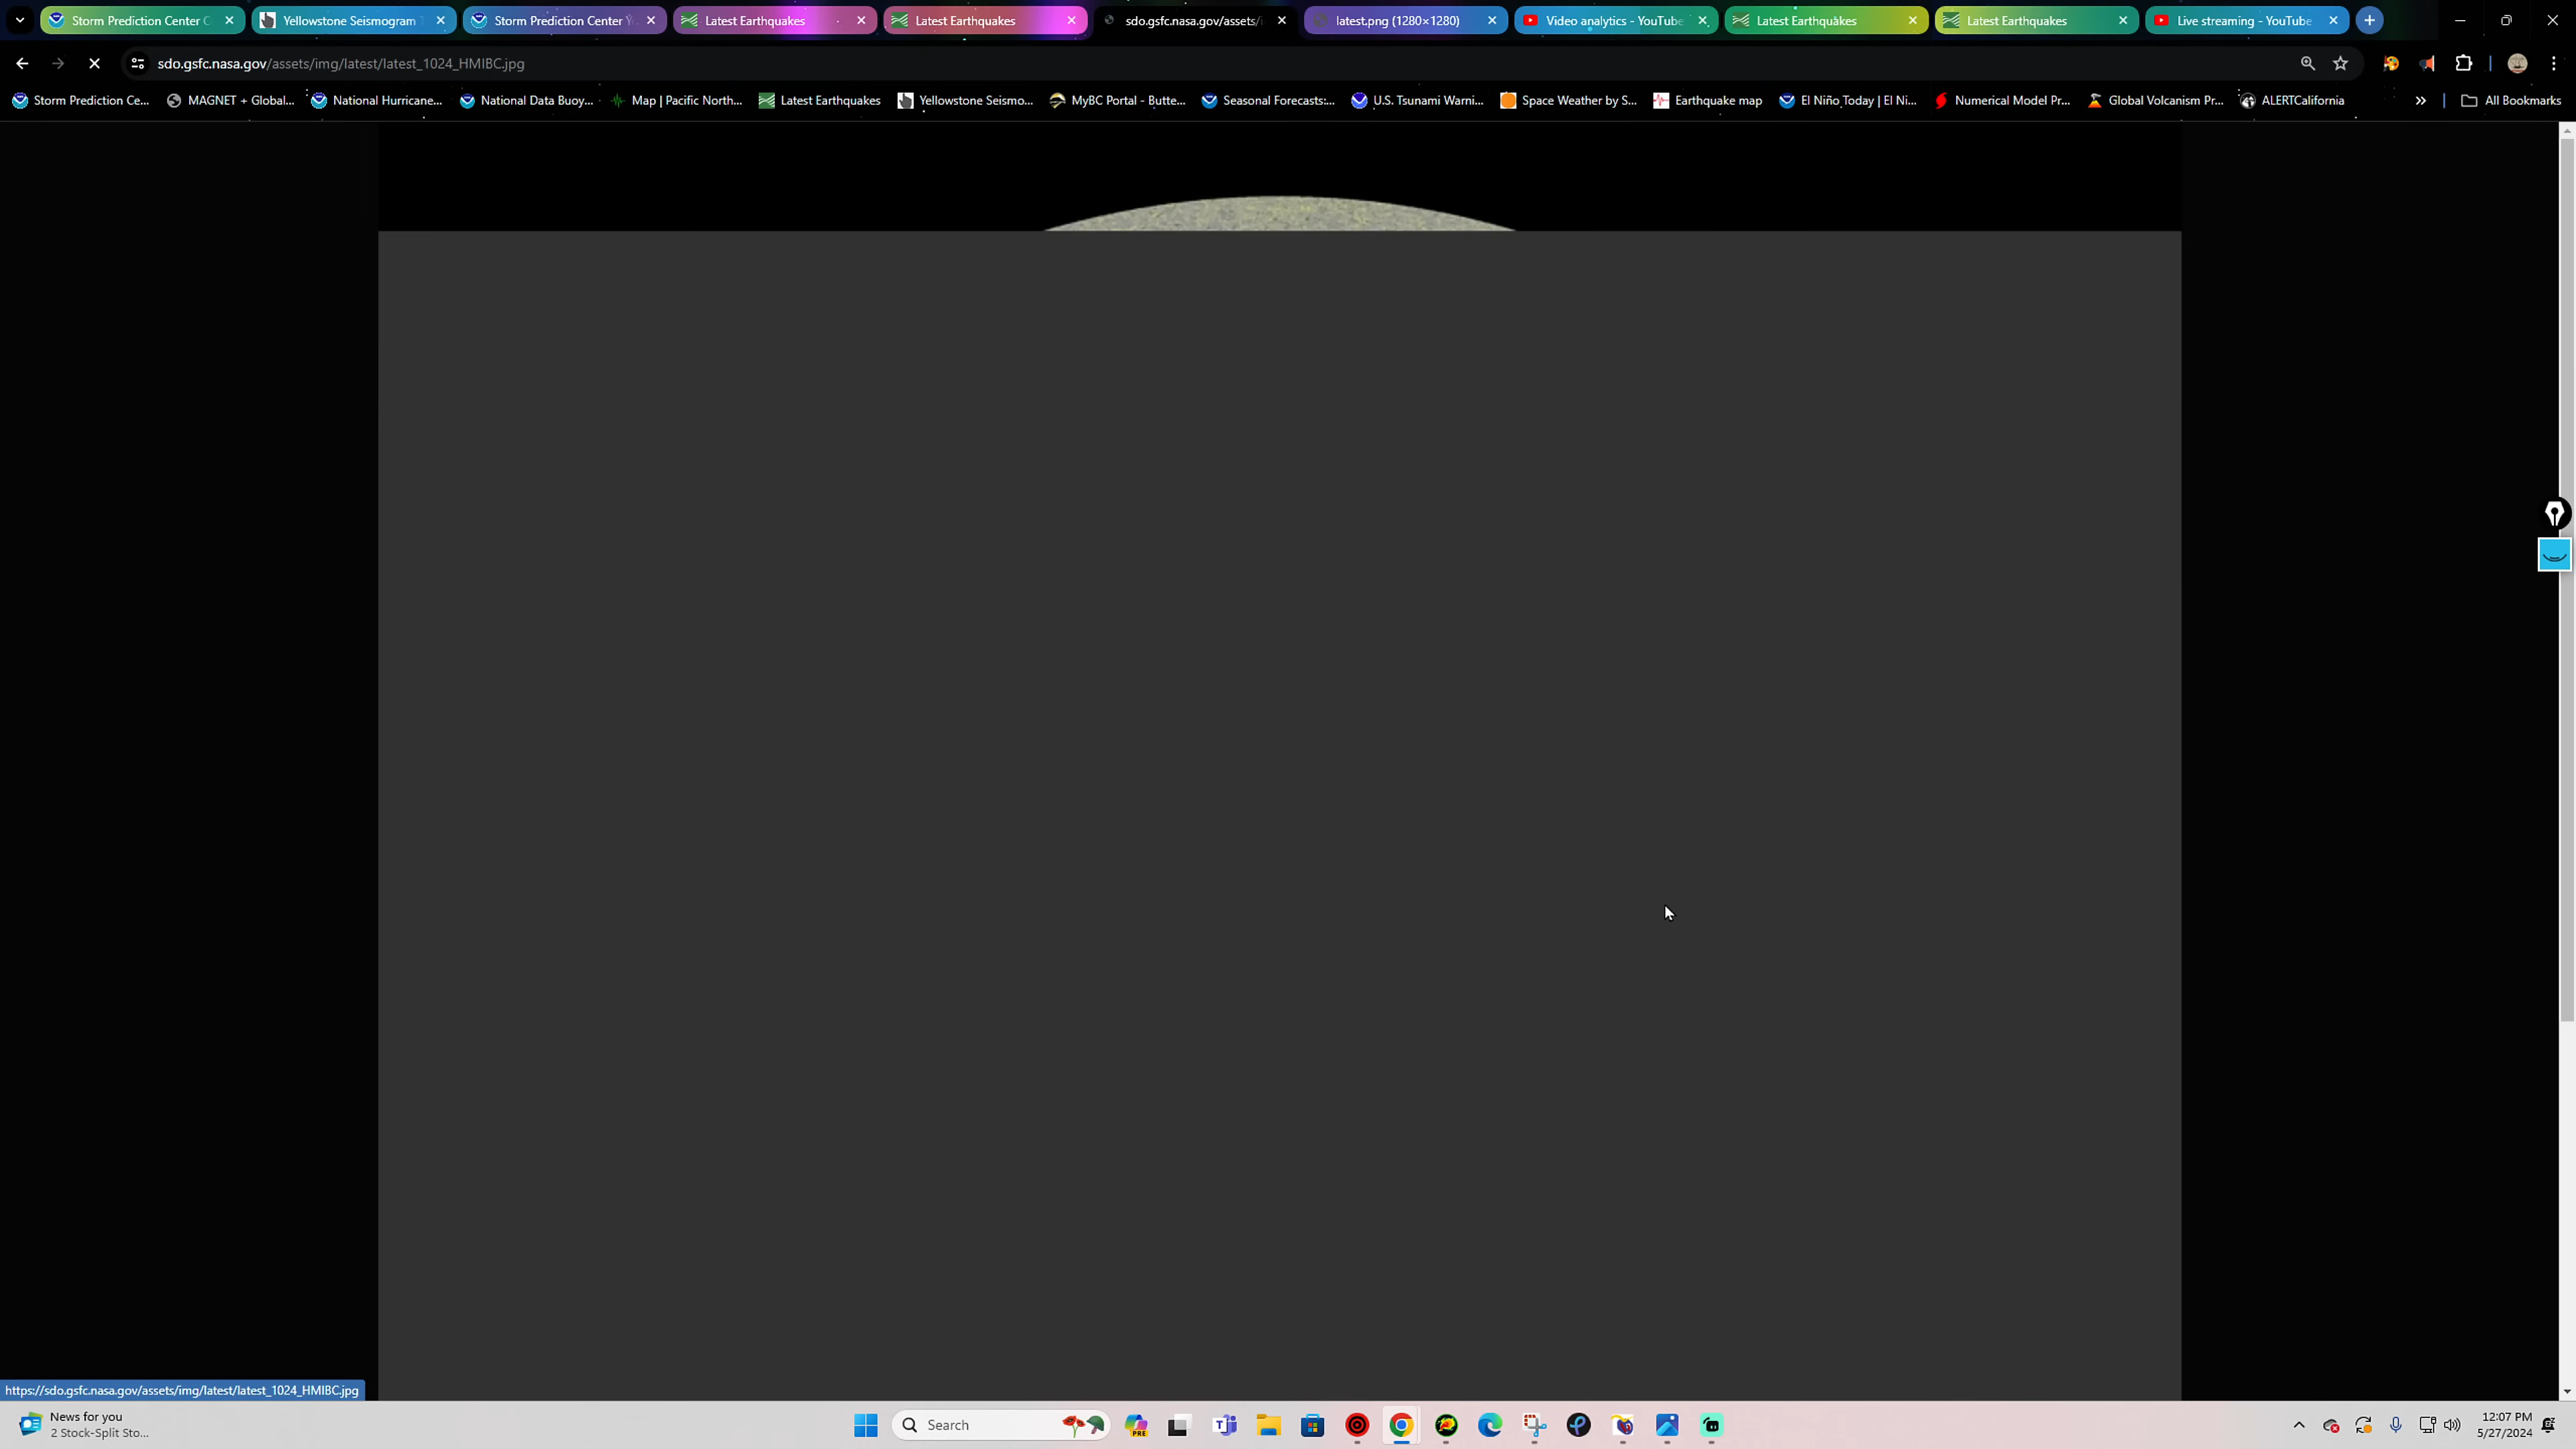 Storm Prediction Center C
Yellowstone Seismogram
Storm Prediction Center
Latest Earthquakes
Latest Earthquakes
sdo.gsfc.nasa.gov/assets/i
latest.png (1280×1280)
Video analytics - YouTube
Latest Earthquakes
Latest Earthquakes
Live streaming - YouTube
sdo.gsfc.nasa.gov/assets/img/latest/latest_1024_HMIBC.jpg
Storm Prediction Ce...
MAGNET + Global...
National Hurricane...
National Data Buoy...
Map | Pacific North...
Latest Earthquakes
Yellowstone Seismo...
MyBC Portal - Butte...
Seasonal Forecasts:...
U.S. Tsunami Warni...
Space Weather by S...
Earthquake map
El Niño Today | El Ni...
Numerical Model Pr...
Global Volcanism Pr...
ALERTCalifornia
»
All Bookmarks
https://sdo.gsfc.nasa.gov/assets/img/latest/latest_1024_HMIBC.jpg
News for you
2 Stock-Split Sto...
Search
PRE
12:07 PM
5/27/2024